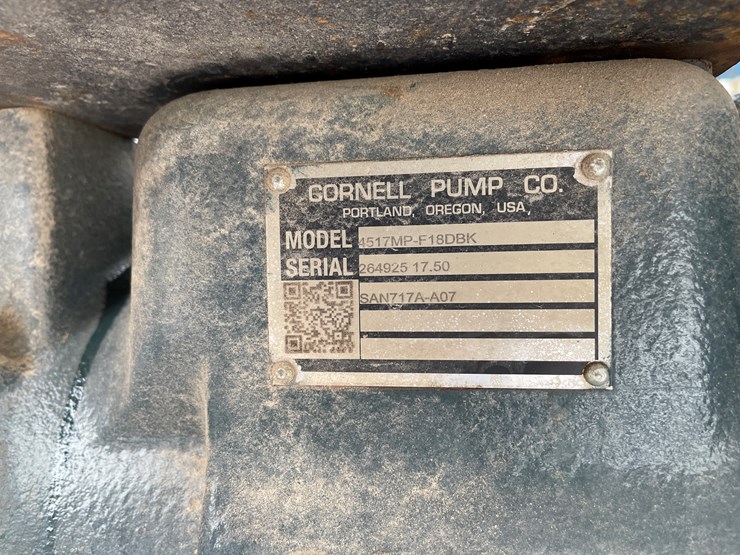 CORNELL PUMP CO.
PORTLAND, OREGON, USA,
MODEL 4517MP-F18DBK
SERIAL 264925 17.50
SAN717A-A07